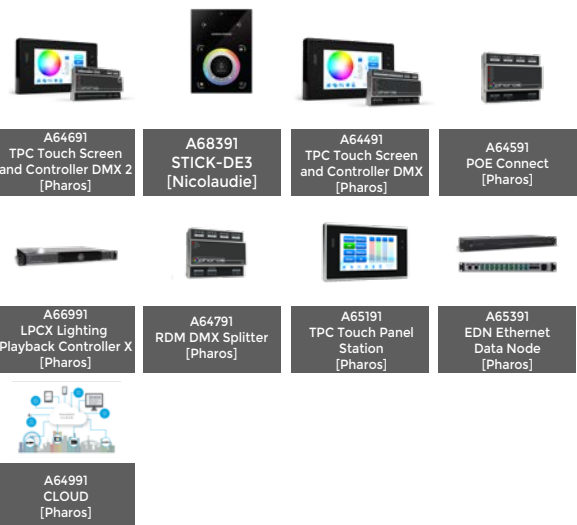 A64691
TPC Touch Screen
and Controller DMX 2
[Pharos]
A68391
STICK-DE3
[Nicolaudie]
A64491
TPC Touch Screen
and Controller DMX
[Pharos]
A64591
POE Connect
[Pharos]
A66991
LPCX Lighting
Playback Controller X
[Pharos]
A64791
RDM DMX Splitter
[Pharos]
A65191
TPC Touch Panel
Station
[Pharos]
A65391
EDN Ethernet
Data Node
[Pharos]
CLOUD
A64991
CLOUD
[Pharos]